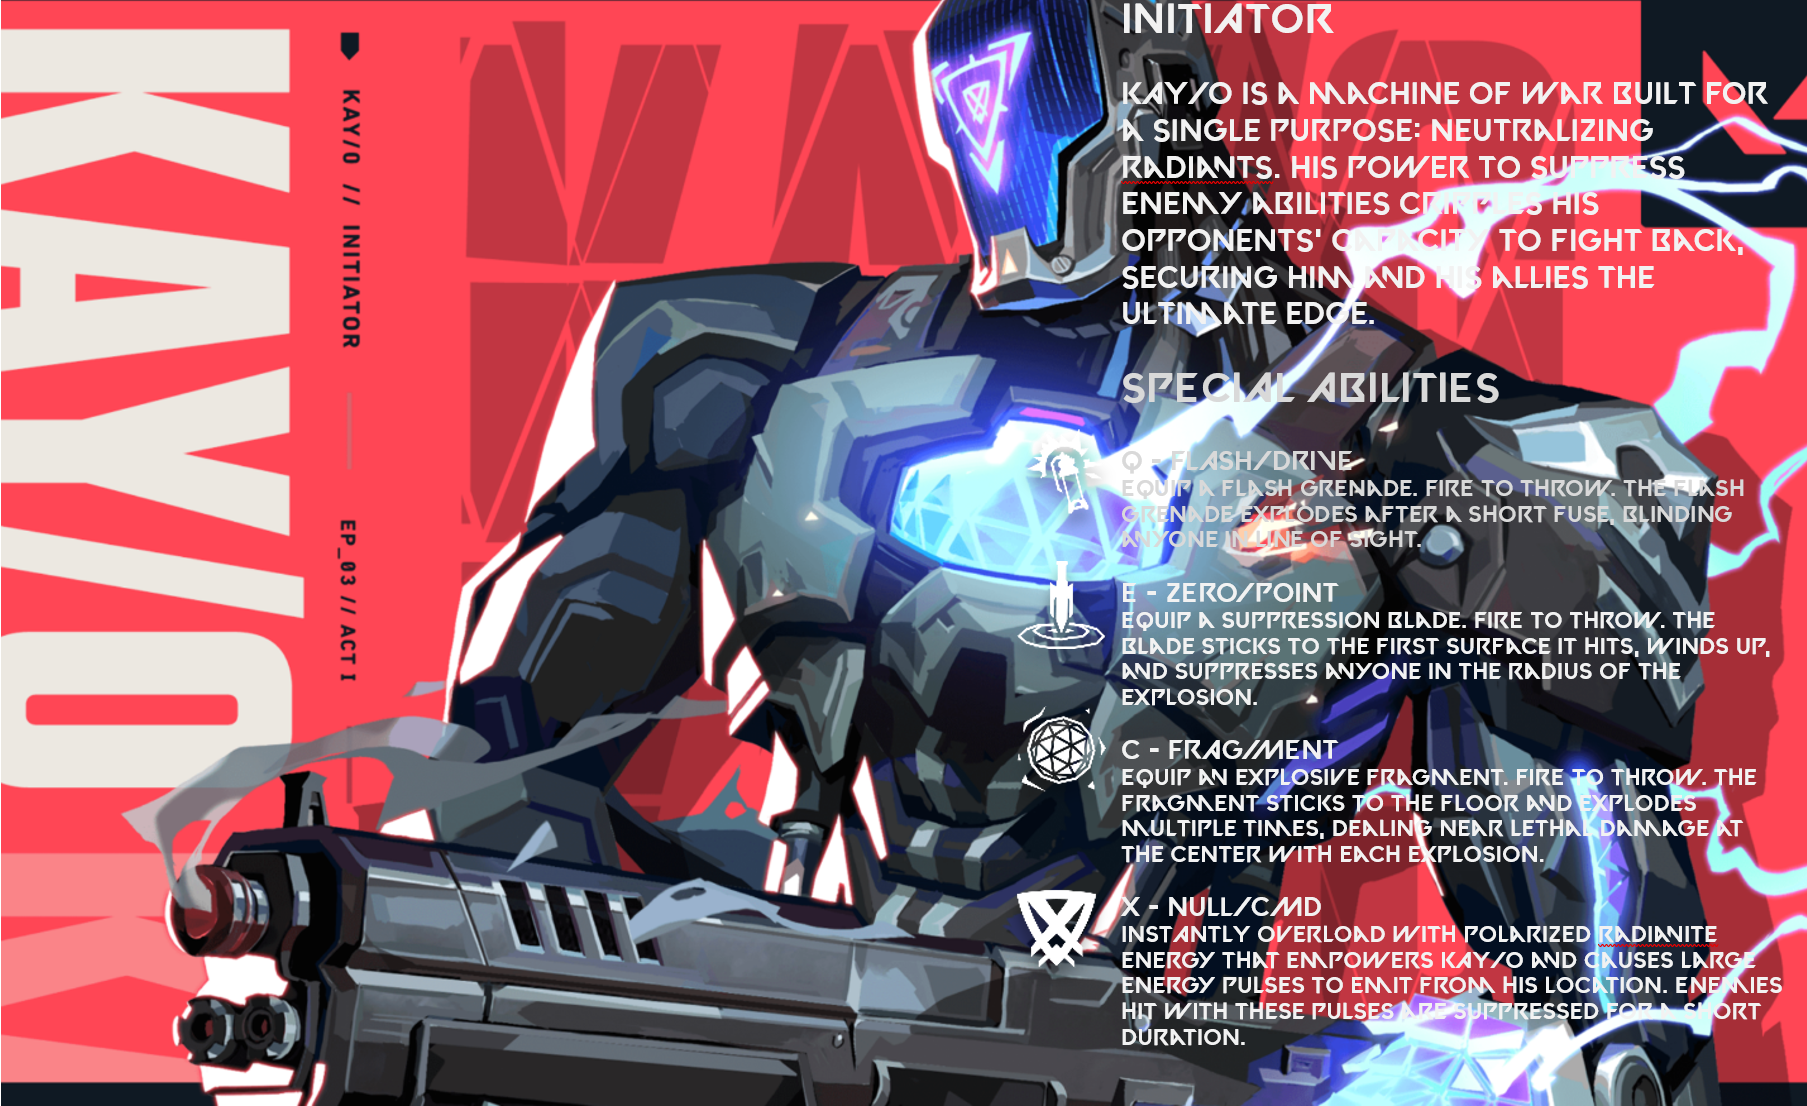 KAY/O
KAY/O // INITIATOR
EP_03 // ACT I
INITIATOR
KAY/O IS A MACHINE OF WAR BUILT FOR
A SINGLE PURPOSE: NEUTRALIZING
RADIANTS. HIS POWER TO SUPPRESS
ENEMY ABILITIES CRIPPLES HIS
OPPONENTS' CAPACITY TO FIGHT BACK,
SECURING HIM AND HIS ALLIES THE
ULTIMATE EDGE.
SPECIAL ABILITIES
Q - FLASH/DRIVE
EQUIP A FLASH GRENADE. FIRE TO THROW. THE FLASH
GRENADE EXPLODES AFTER A SHORT FUSE, BLINDING
ANYONE IN LINE OF SIGHT.
E - ZERO/POINT
EQUIP A SUPPRESSION BLADE. FIRE TO THROW. THE
BLADE STICKS TO THE FIRST SURFACE IT HITS, WINDS UP,
AND SUPPRESSES ANYONE IN THE RADIUS OF THE
EXPLOSION.
C - FRAG/MENT
EQUIP AN EXPLOSIVE FRAGMENT. FIRE TO THROW. THE
FRAGMENT STICKS TO THE FLOOR AND EXPLODES
MULTIPLE TIMES, DEALING NEAR LETHAL DAMAGE AT
THE CENTER WITH EACH EXPLOSION.
X - NULL/CMD
INSTANTLY OVERLOAD WITH POLARIZED RADIANITE
ENERGY THAT EMPOWERS KAY/O AND CAUSES LARGE
ENERGY PULSES TO EMIT FROM HIS LOCATION. ENEMIES
HIT WITH THESE PULSES ARE SUPPRESSED FOR A SHORT
DURATION.